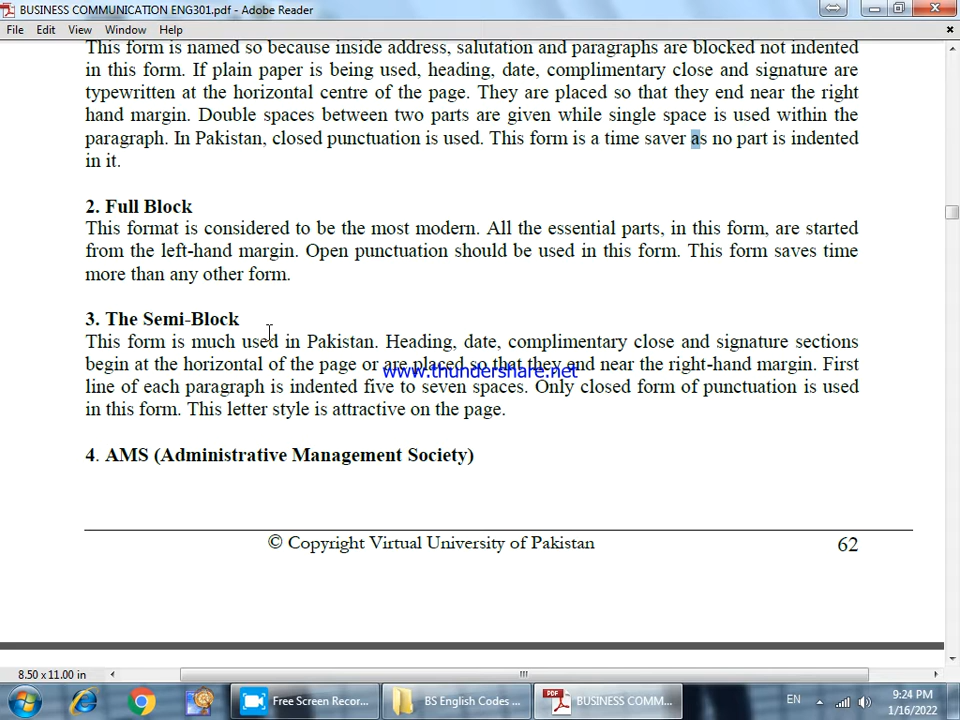 BUSINESS COMMUNICATION ENG301.pdf - Adobe Reader
File Edit View Window Help
This form is named so because inside address, salutation and paragraphs are blocked not indented
in this form. If plain paper is being used, heading, date, complimentary close and signature are
typewritten at the horizontal centre of the page. They are placed so that they end near the right
hand margin. Double spaces between two parts are given while single space is used within the
paragraph. In Pakistan, closed punctuation is used. This form is a time saver as no part is indented
in it.
2. Full Block
This format is considered to be the most modern. All the essential parts, in this form, are started
from the left-hand margin. Open punctuation should be used in this form. This form saves time
more than any other form.
3. The Semi-Block
This form is much used in Pakistan. Heading, date, complimentary close and signature sections
begin at the horizontal of the page or are placed so that they end near the right-hand margin. First
www.thundershare.net
line of each paragraph is indented five to seven spaces. Only closed form of punctuation is used
in this form. This letter style is attractive on the page.
4. AMS (Administrative Management Society)
© Copyright Virtual University of Pakistan 62
8.50 x 11.00 in
Free Screen Recor... BS English Codes ... BUSINESS COMM... EN 9:24 PM
1/16/2022